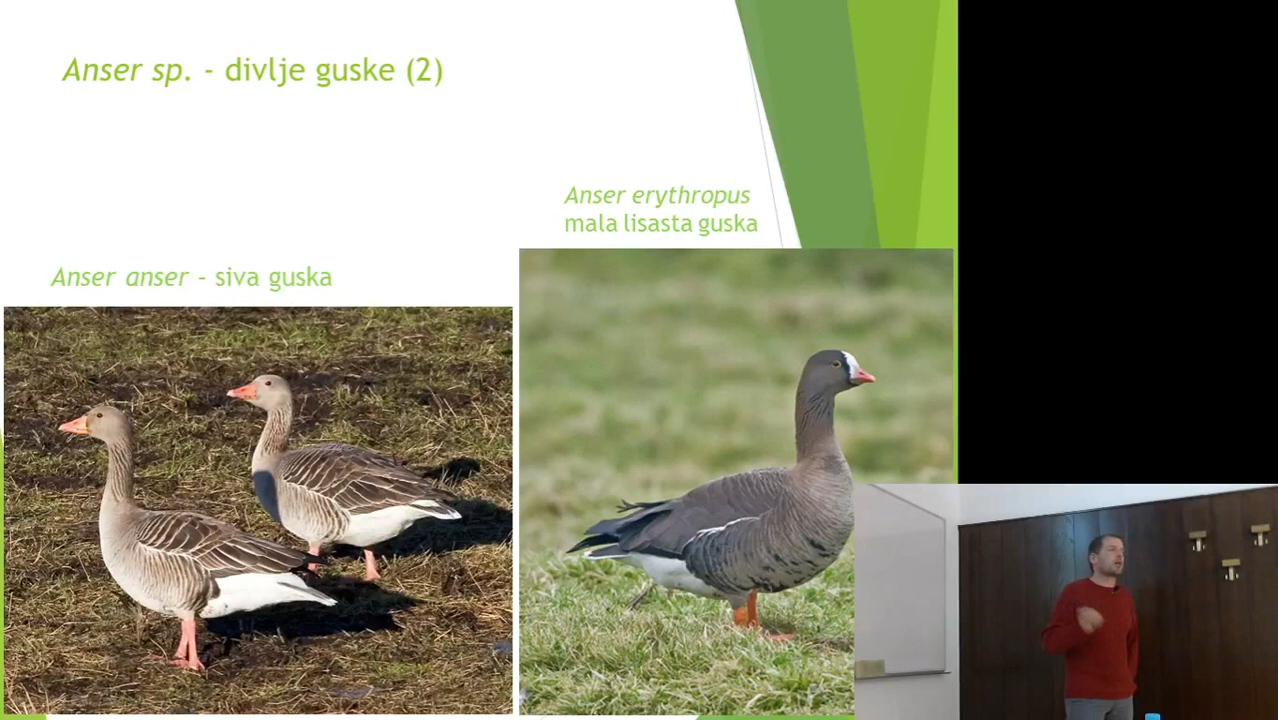 Anser sp. - divlje guske (2)
Anser erythropus
mala lisasta guska
Anser anser – siva guska